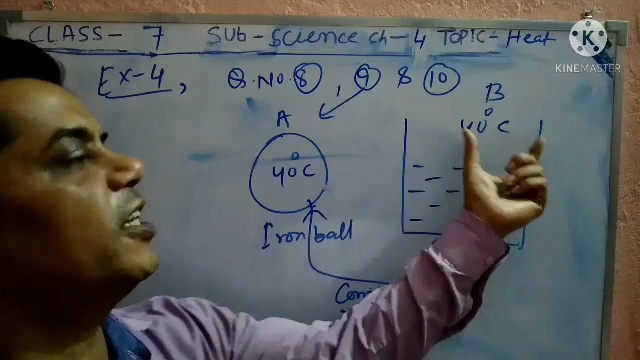 CLASS- 7 SUB- Science Ch-4 TOPIC- Heat
Ex-4, Q.NO. 8, 9 & 10
A
B
40°C
40°C
Iron ball
K
KINEMASTER